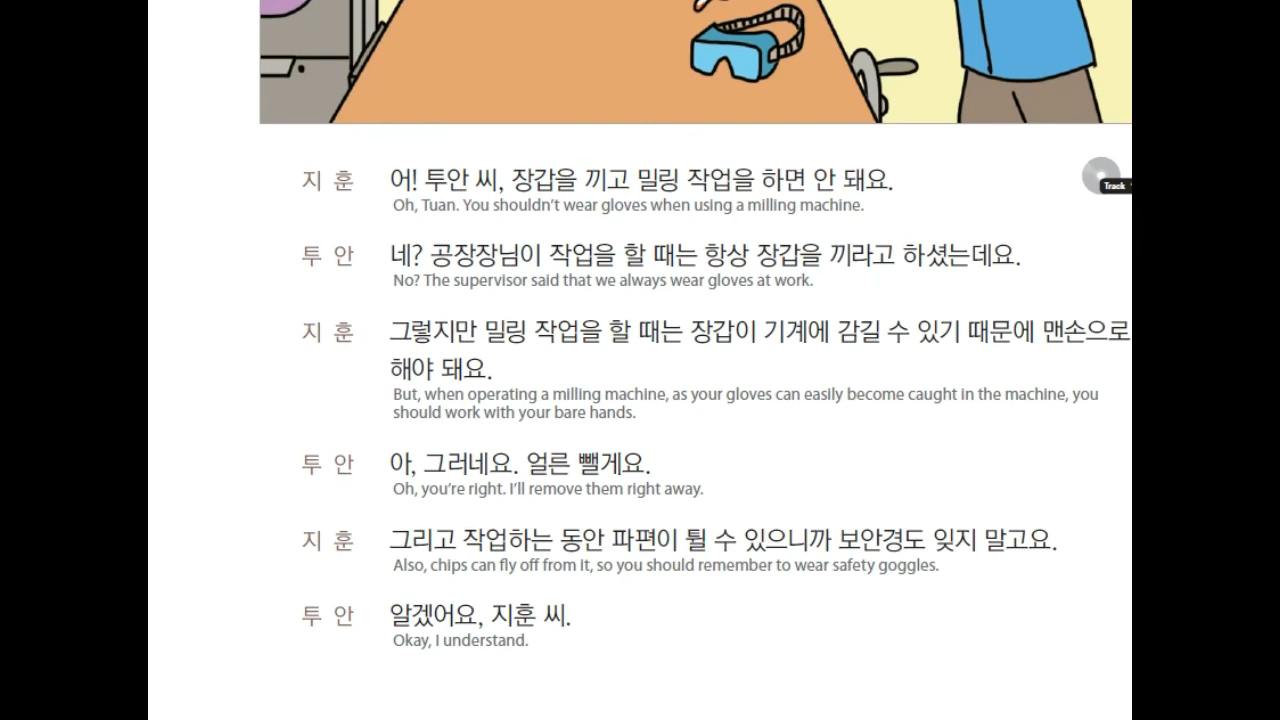 지 훈 어! 투안 씨, 장갑을 끼고 밀링 작업을 하면 안 돼요.
Track
Oh, Tuan. You shouldn't wear gloves when using a milling machine.
투 안 네? 공장장님이 작업을 할 때는 항상 장갑을 끼라고 하셨는데요.
No? The supervisor said that we always wear gloves at work.
지 훈 그렇지만 밀링 작업을 할 때는 장갑이 기계에 감길 수 있기 때문에 맨손으로
해야 돼요.
But, when operating a milling machine, as your gloves can easily become caught in the machine, you
should work with your bare hands.
투 안 아, 그러네요. 얼른 뺄게요.
Oh, you're right. I'll remove them right away.
지 훈 그리고 작업하는 동안 파편이 튈 수 있으니까 보안경도 잊지 말고요.
Also, chips can fly off from it, so you should remember to wear safety goggles.
투 안 알겠어요, 지훈 씨.
Okay, I understand.